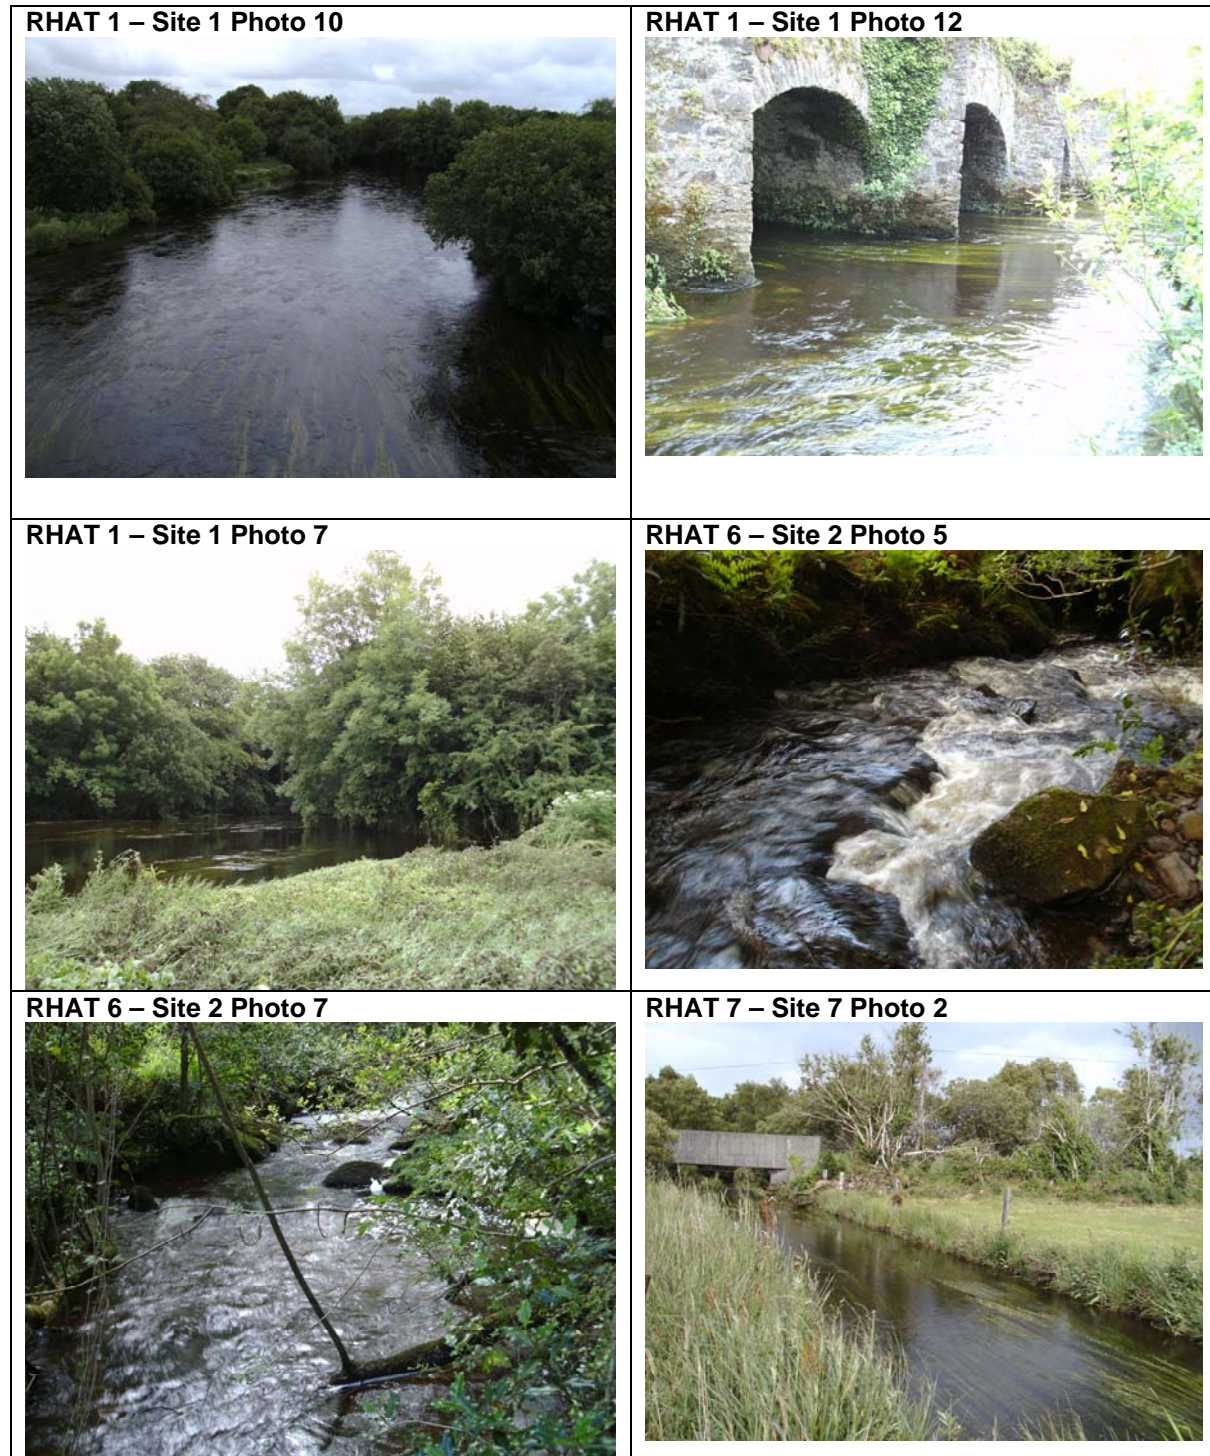 RHAT 1 – Site 1 Photo 10
RHAT 1 – Site 1 Photo 12
RHAT 1 – Site 1 Photo 7
RHAT 6 – Site 2 Photo 5
RHAT 6 – Site 2 Photo 7
RHAT 7 – Site 7 Photo 2